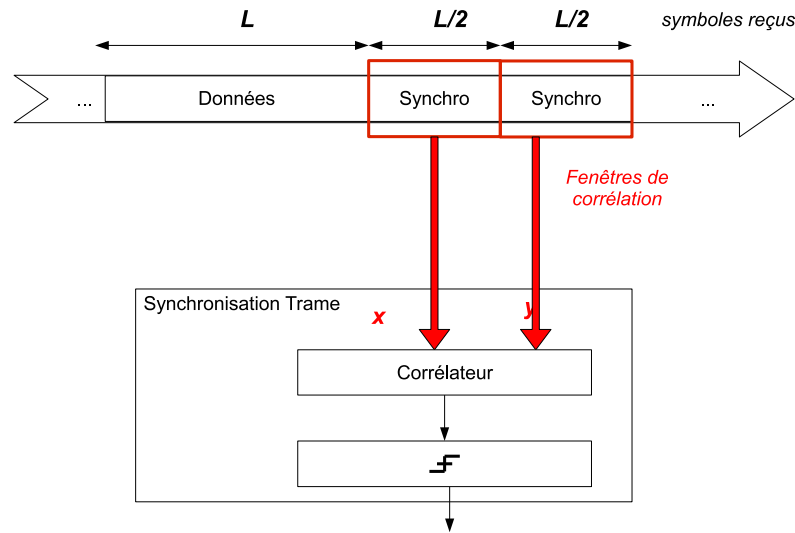 L
L/2
L/2
symboles reçus
...
Données
Synchro
Synchro
...
Fenêtres de
corrélation
Synchronisation Trame
x
y
Corrélateur